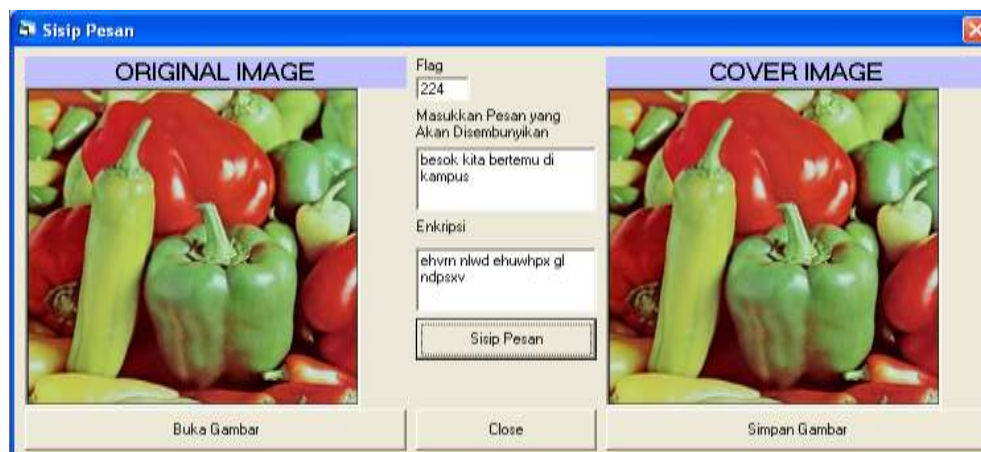 Sisip Pesan
ORIGINAL IMAGE
Flag
224
Masukkan Pesan yang
Akan Disembunyikan
besok kita bertemu di
kampus
Enkripsi
ehvrn nlwd ehuwhpx gl
ndpsxv
Sisip Pesan
COVER IMAGE
Buka Gambar
Close
Simpan Gambar